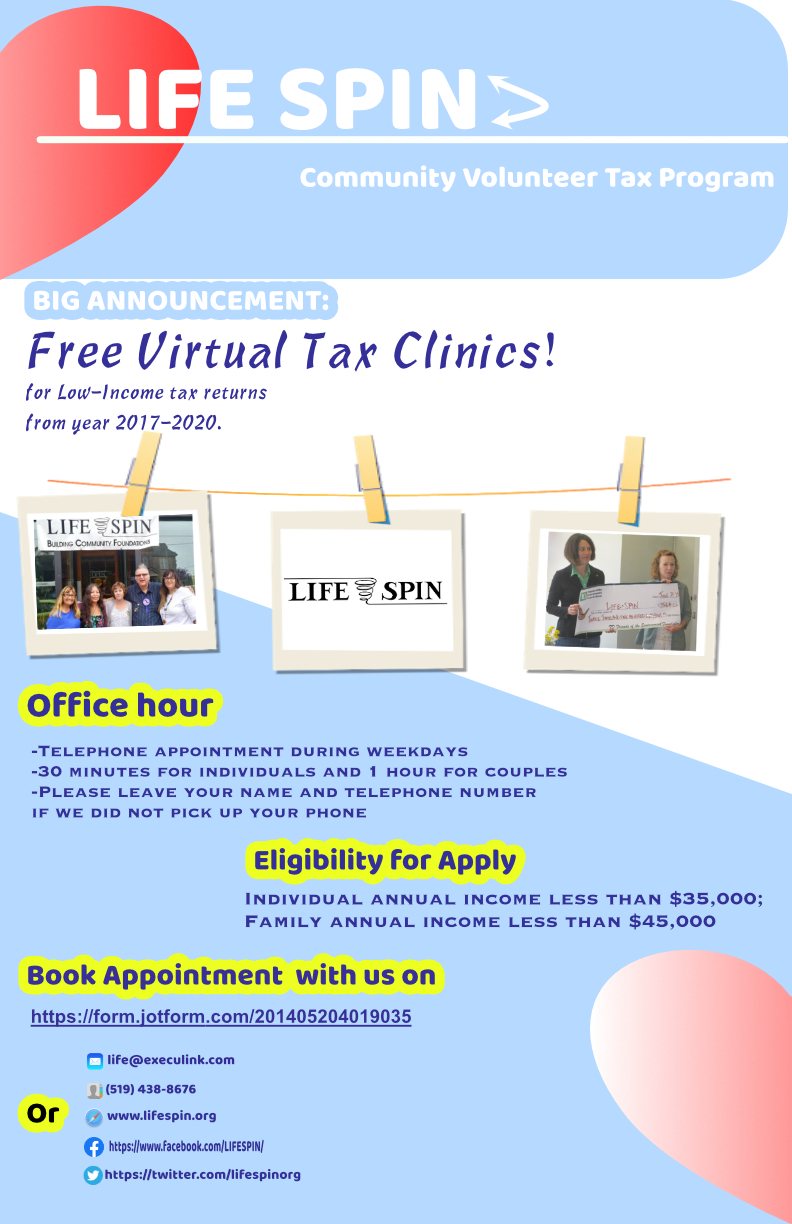 LIFE SPIN
Community Volunteer Tax Program
BIG ANNOUNCEMENT:
Free Virtual Tax Clinics!
for Low-Income tax returns
from year 2017-2020.
LIFE SPIN
BUILDING COMMUNITY FOUNDATIONS
LIFE SPIN
LIFE*SPIN
Office hour
-TELEPHONE APPOINTMENT DURING WEEKDAYS
-30 MINUTES FOR INDIVIDUALS AND 1 HOUR FOR COUPLES
-PLEASE LEAVE YOUR NAME AND TELEPHONE NUMBER
IF WE DID NOT PICK UP YOUR PHONE
Eligibility for Apply
INDIVIDUAL ANNUAL INCOME LESS THAN $35,000;
FAMILY ANNUAL INCOME LESS THAN $45,000
Book Appointment with us on
https://form.jotform.com/201405204019035
Or
life@execulink.com
(519) 438-8676
www.lifespin.org
https://www.facebook.com/LIFESPIN/
https://twitter.com/lifespinorg